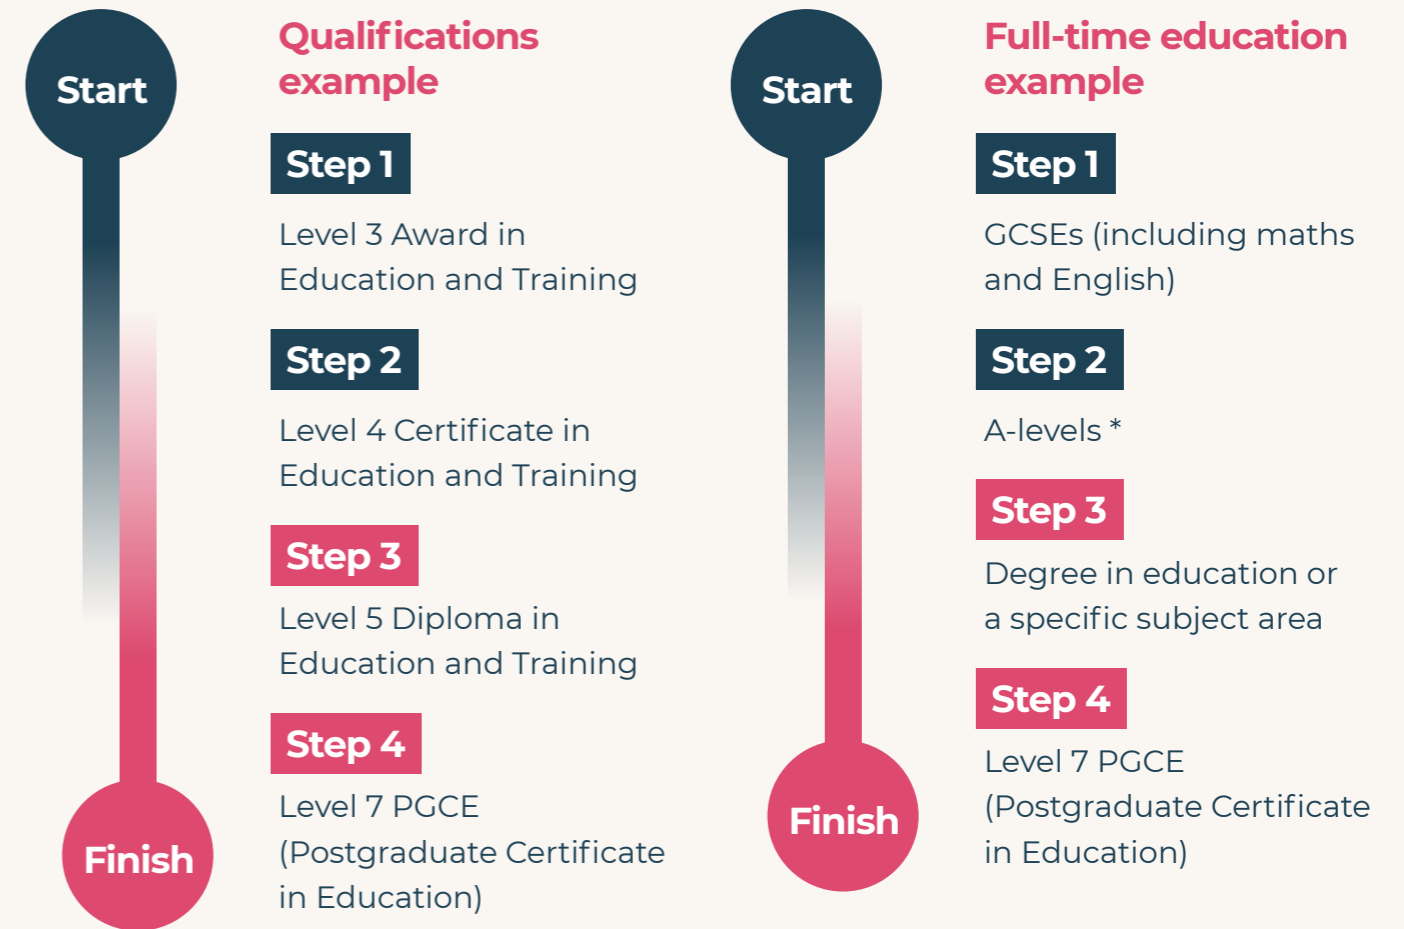 Start
Qualifications
example
Step 1
Level 3 Award in
Education and Training
Step 2
Level 4 Certificate in
Education and Training
Step 3
Level 5 Diploma in
Education and Training
Step 4
Level 7 PGCE
(Postgraduate Certificate
in Education)
Finish
Start
Full-time education
example
Step 1
GCSEs (including maths
and English)
Step 2
A-levels *
Step 3
Degree in education or
a specific subject area
Step 4
Level 7 PGCE
(Postgraduate Certificate
in Education)
Finish